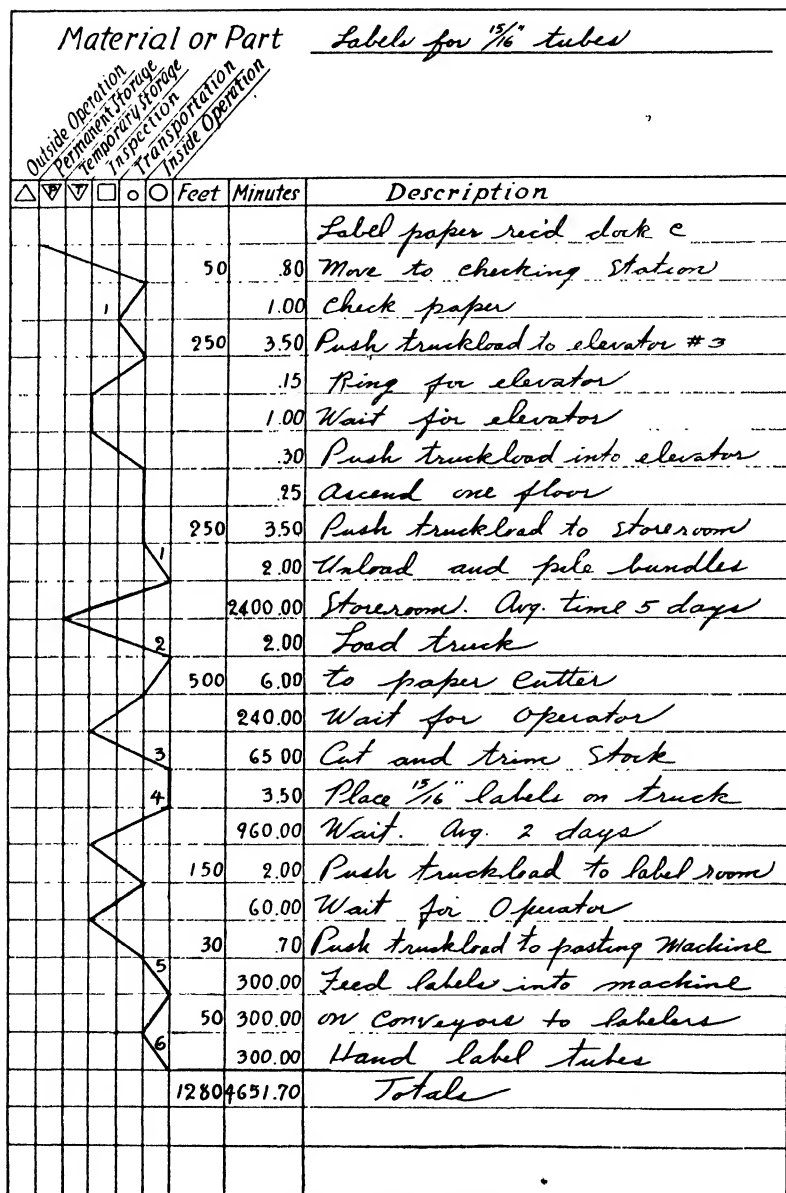 Material or Part Labels for 15/16" tubes
Outside Operation
Permanent Storage
Temporary Storage
Inspection
Transportation
Inside Operation
P T Feet Minutes Description
Label paper rec'd dock C
50 .80 Move to checking Station
1 1.00 Check paper
250 3.50 Push truckload to elevator #3
.15 Ring for elevator
1.00 Wait for elevator
.30 Push truckload into elevator
.25 Ascend one floor
250 3.50 Push truckload to storeroom
1 2.00 Unload and pile bundles
2400.00 Storeroom. Avg. time 5 days
2 2.00 Load truck
500 6.00 to paper cutter
240.00 Wait for Operator
3 65 00 Cut and trim Stock
4 3.50 Place 15/16" labels on truck
960.00 Wait. Avg. 2 days
150 2.00 Push truckload to label room
60.00 Wait for Operator
30 .70 Push truckload to pasting Machine
5 300.00 Feed labels into machine
50 300.00 on Conveyors to labelers
6 300.00 Hand label tubes
1280 4651.70 Totals